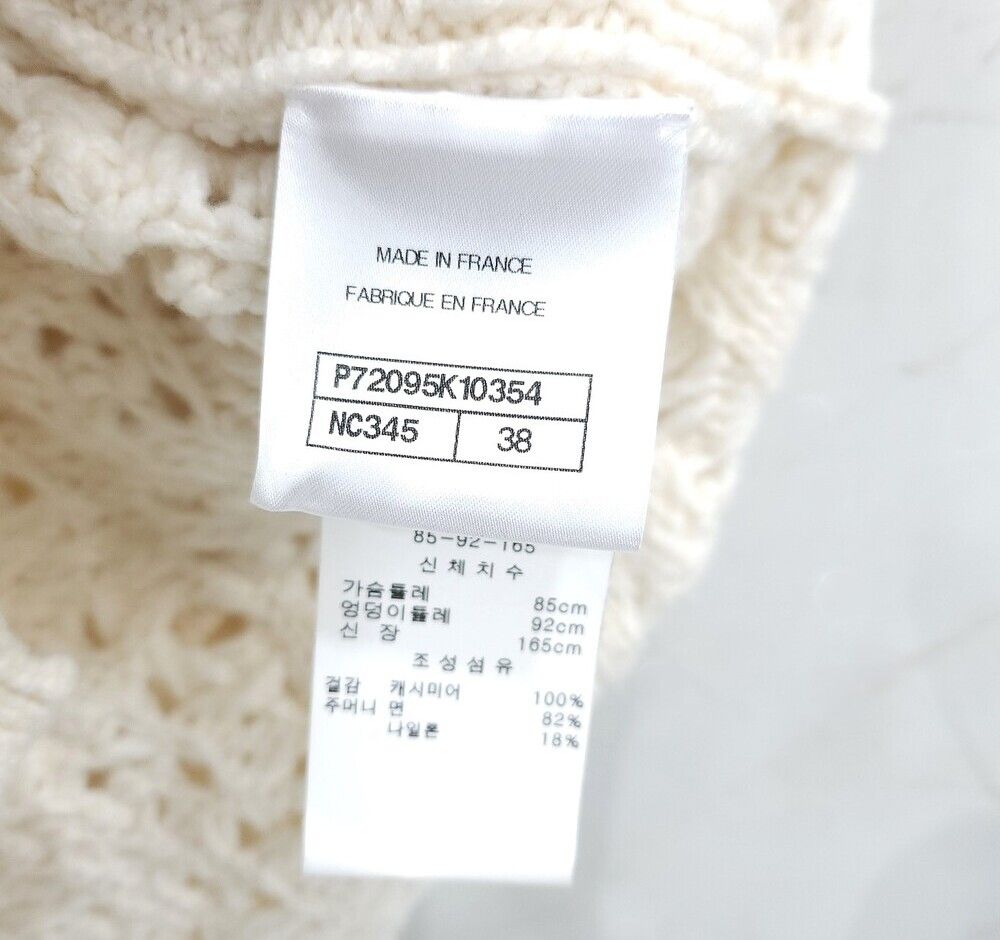 MADE IN FRANCE
FABRIQUE EN FRANCE
P72095K10354
NC345 38
85-92-165
신체치수
가슴둘레 85cm
엉덩이둘레 92cm
신 장 165cm
조성섬유
겉감 캐시미어 100%
주머니 면 82%
나일론 18%